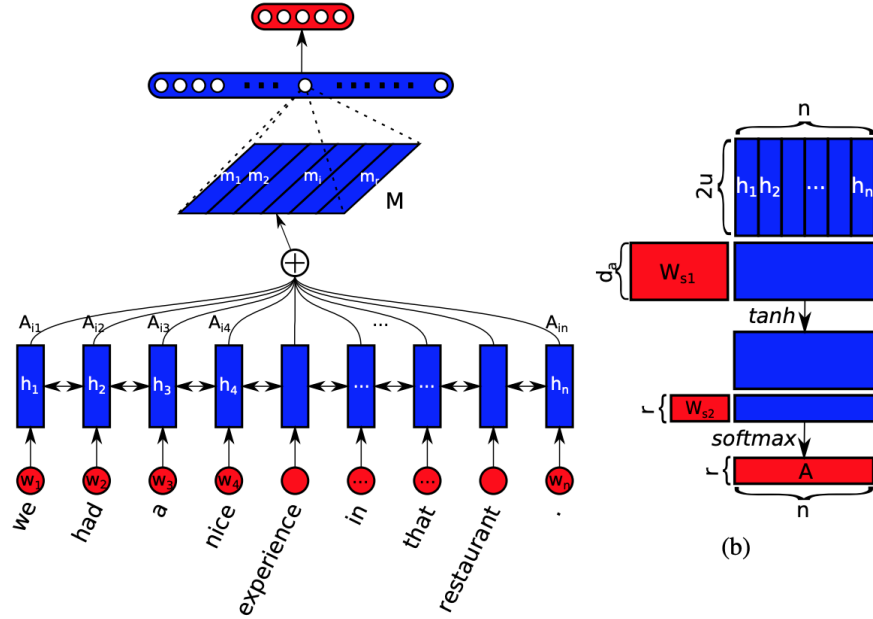 m1 m2 mi mr
M
Ai1 Ai2 Ai3 Ai4 ... Ain
h1 h2 h3 h4 ... ... hn
w1 w2 w3 w4 ... ... wn
we had a nice experience in that restaurant .
n
2u
h1 h2 ... hn
da
Ws1
tanh
r
Ws2
softmax
r
A
n
(b)